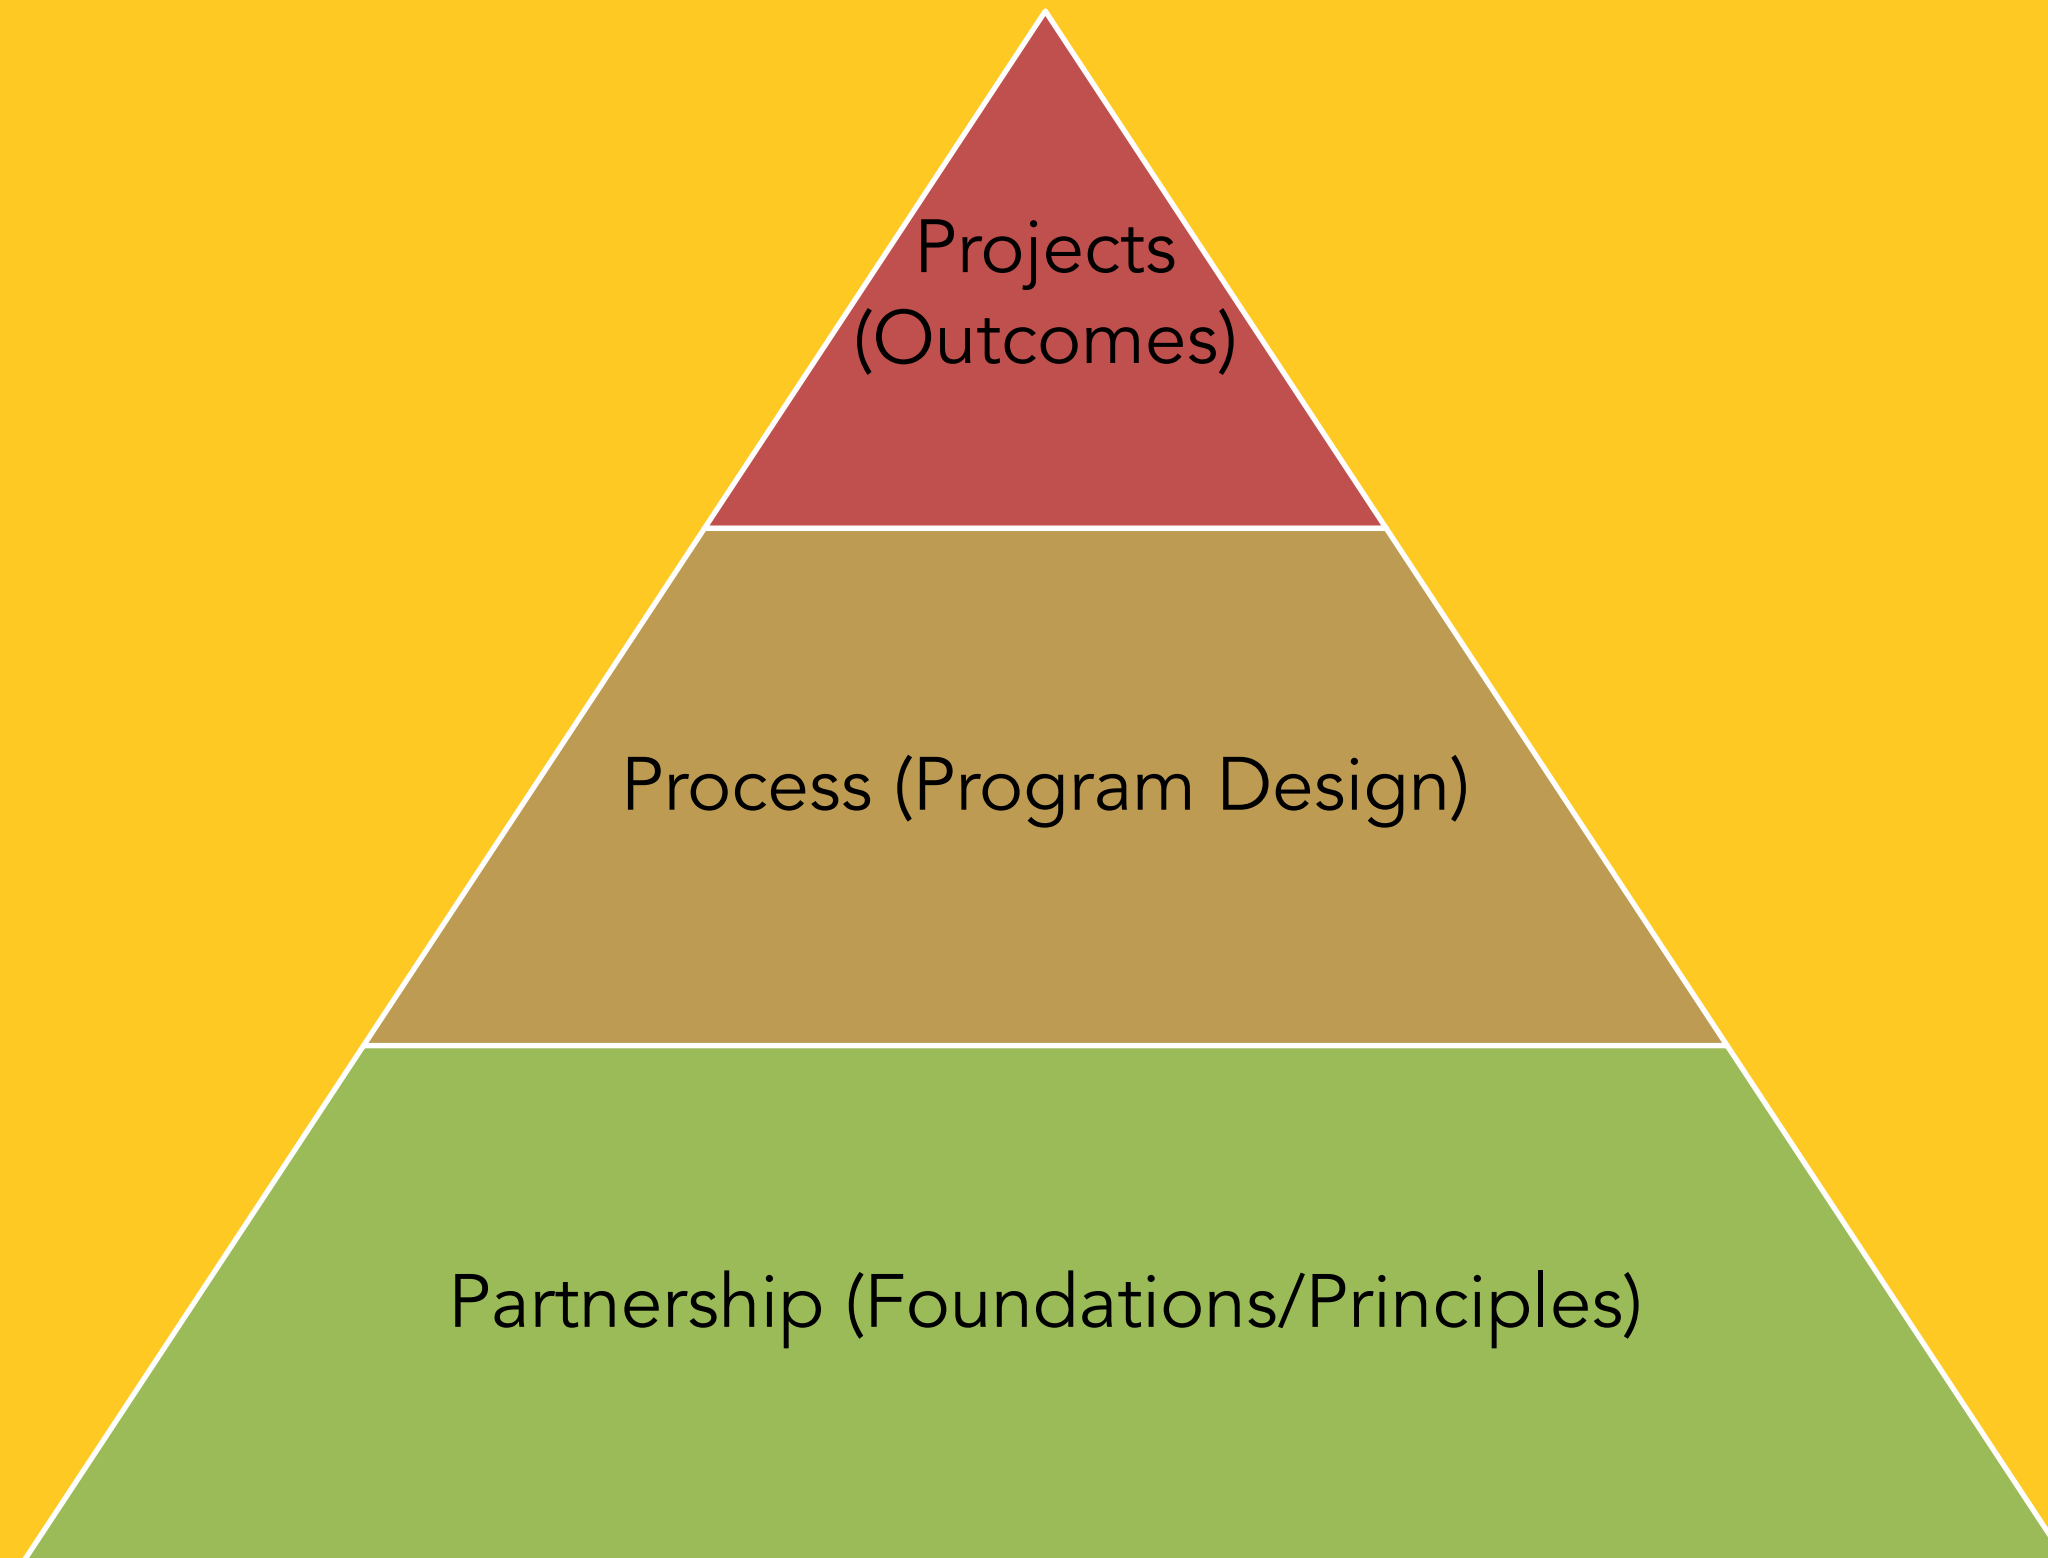 Projects
(Outcomes)
Process (Program Design)
Partnership (Foundations/Principles)